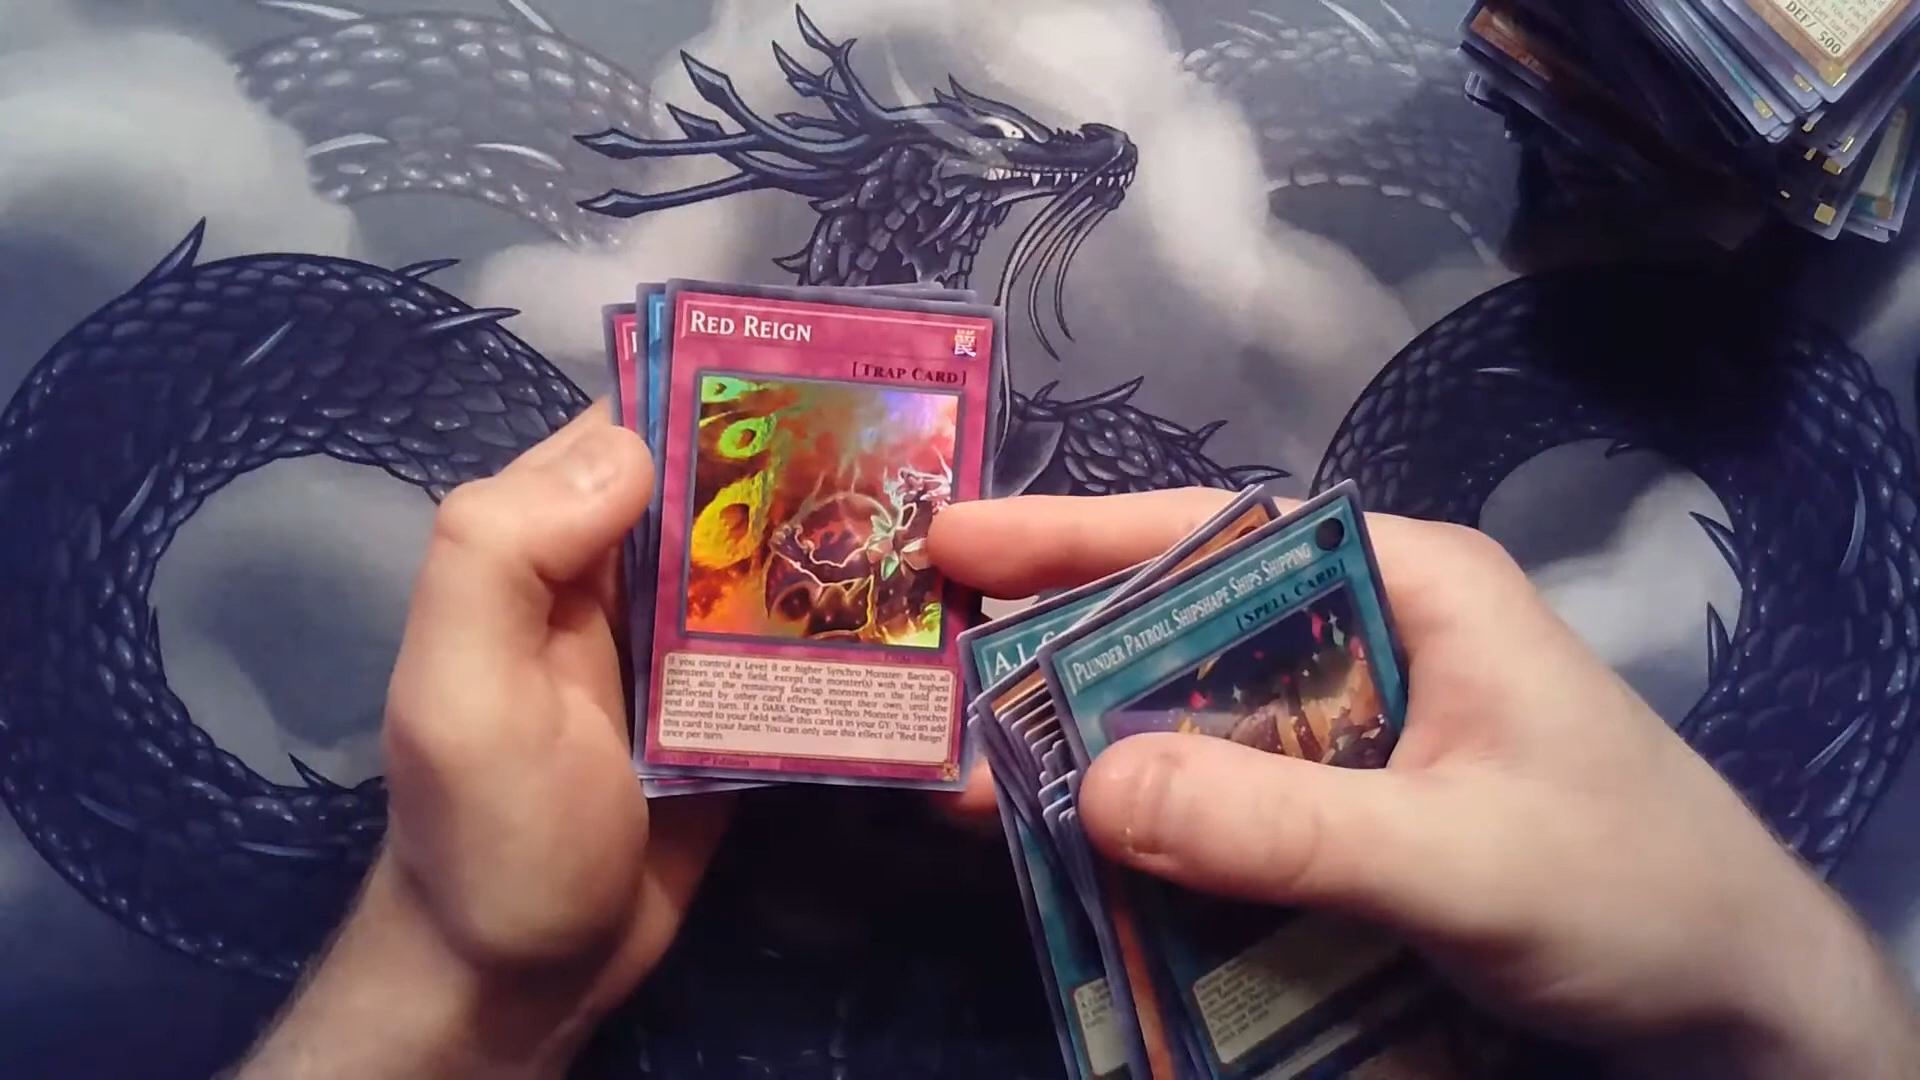 DEF/ 500
RED REIGN
[TRAP CARD]
If you control a Level 8 or higher Synchro Monster: Banish all
monsters on the field, except the monster(s) with the highest
Level, also the remaining face-up monsters on the field are
unaffected by other card effects, except their own, until the
end of this turn. If a DARK Dragon Synchro Monster is Synchro
Summoned to your field while this card is in your GY: You can add
this card to your hand. You can only use this effect of "Red Reign"
once per turn.
1st Edition
A.I.
PLUNDER PATROLL SHIPSHAPE SHIPS SHIPPING
[SPELL CARD]